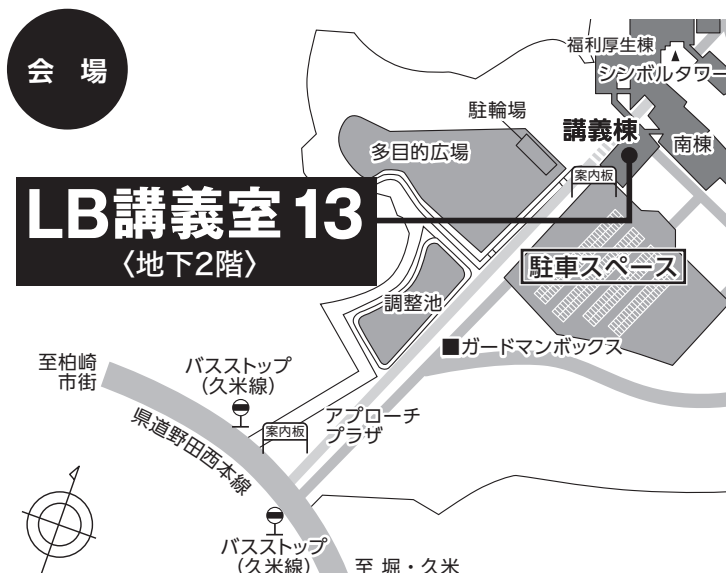 会 場
福利厚生棟
シンボルタワー
駐輪場
講義棟
南棟
多目的広場
案内板
LB講義室13
〈地下2階〉
駐車スペース
調整池
■ガードマンボックス
至柏崎
市街
バスストップ
(久米線)
アプローチ
プラザ
案内板
県道野田西本線
バスストップ
(久米線)
至 堀・久米